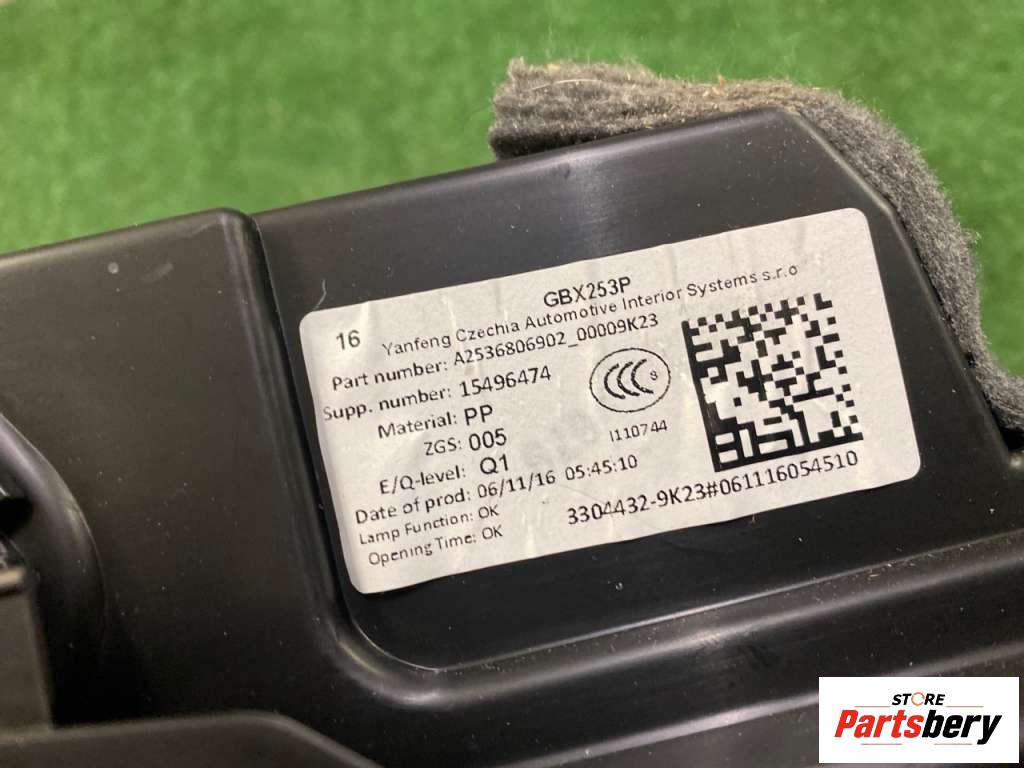 GBX253P
16 Yanfeng Czechia Automotive Interior Systems s.r.o
Part number: A2536806902_00009K23
Supp. number: 15496474
Material: PP
ZGS: 005
I110744
E/Q-level: Q1
Date of prod: 06/11/16 05:45:10
Lamp Function: OK
3304432-9K23#061116054510
Opening Time: OK
STORE
Partsbery